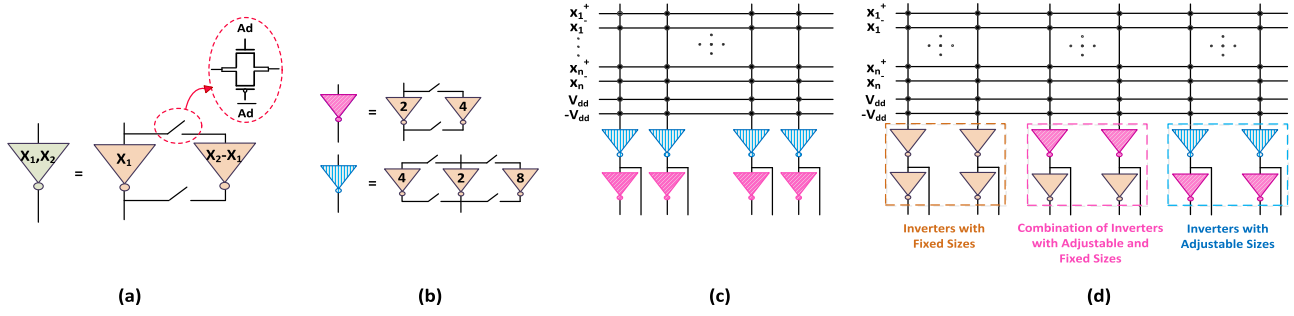 Ad
Ad
X1,X2
=
X1
X2-X1
(a)
=
2
4
=
4
2
8
(b)
x1+
x1-
xn+
xn-
Vdd
-Vdd
(c)
x1+
x1-
xn+
xn-
Vdd
-Vdd
Inverters with
Fixed Sizes
Combination of Inverters
with Adjustable and
Fixed Sizes
Inverters with
Adjustable Sizes
(d)